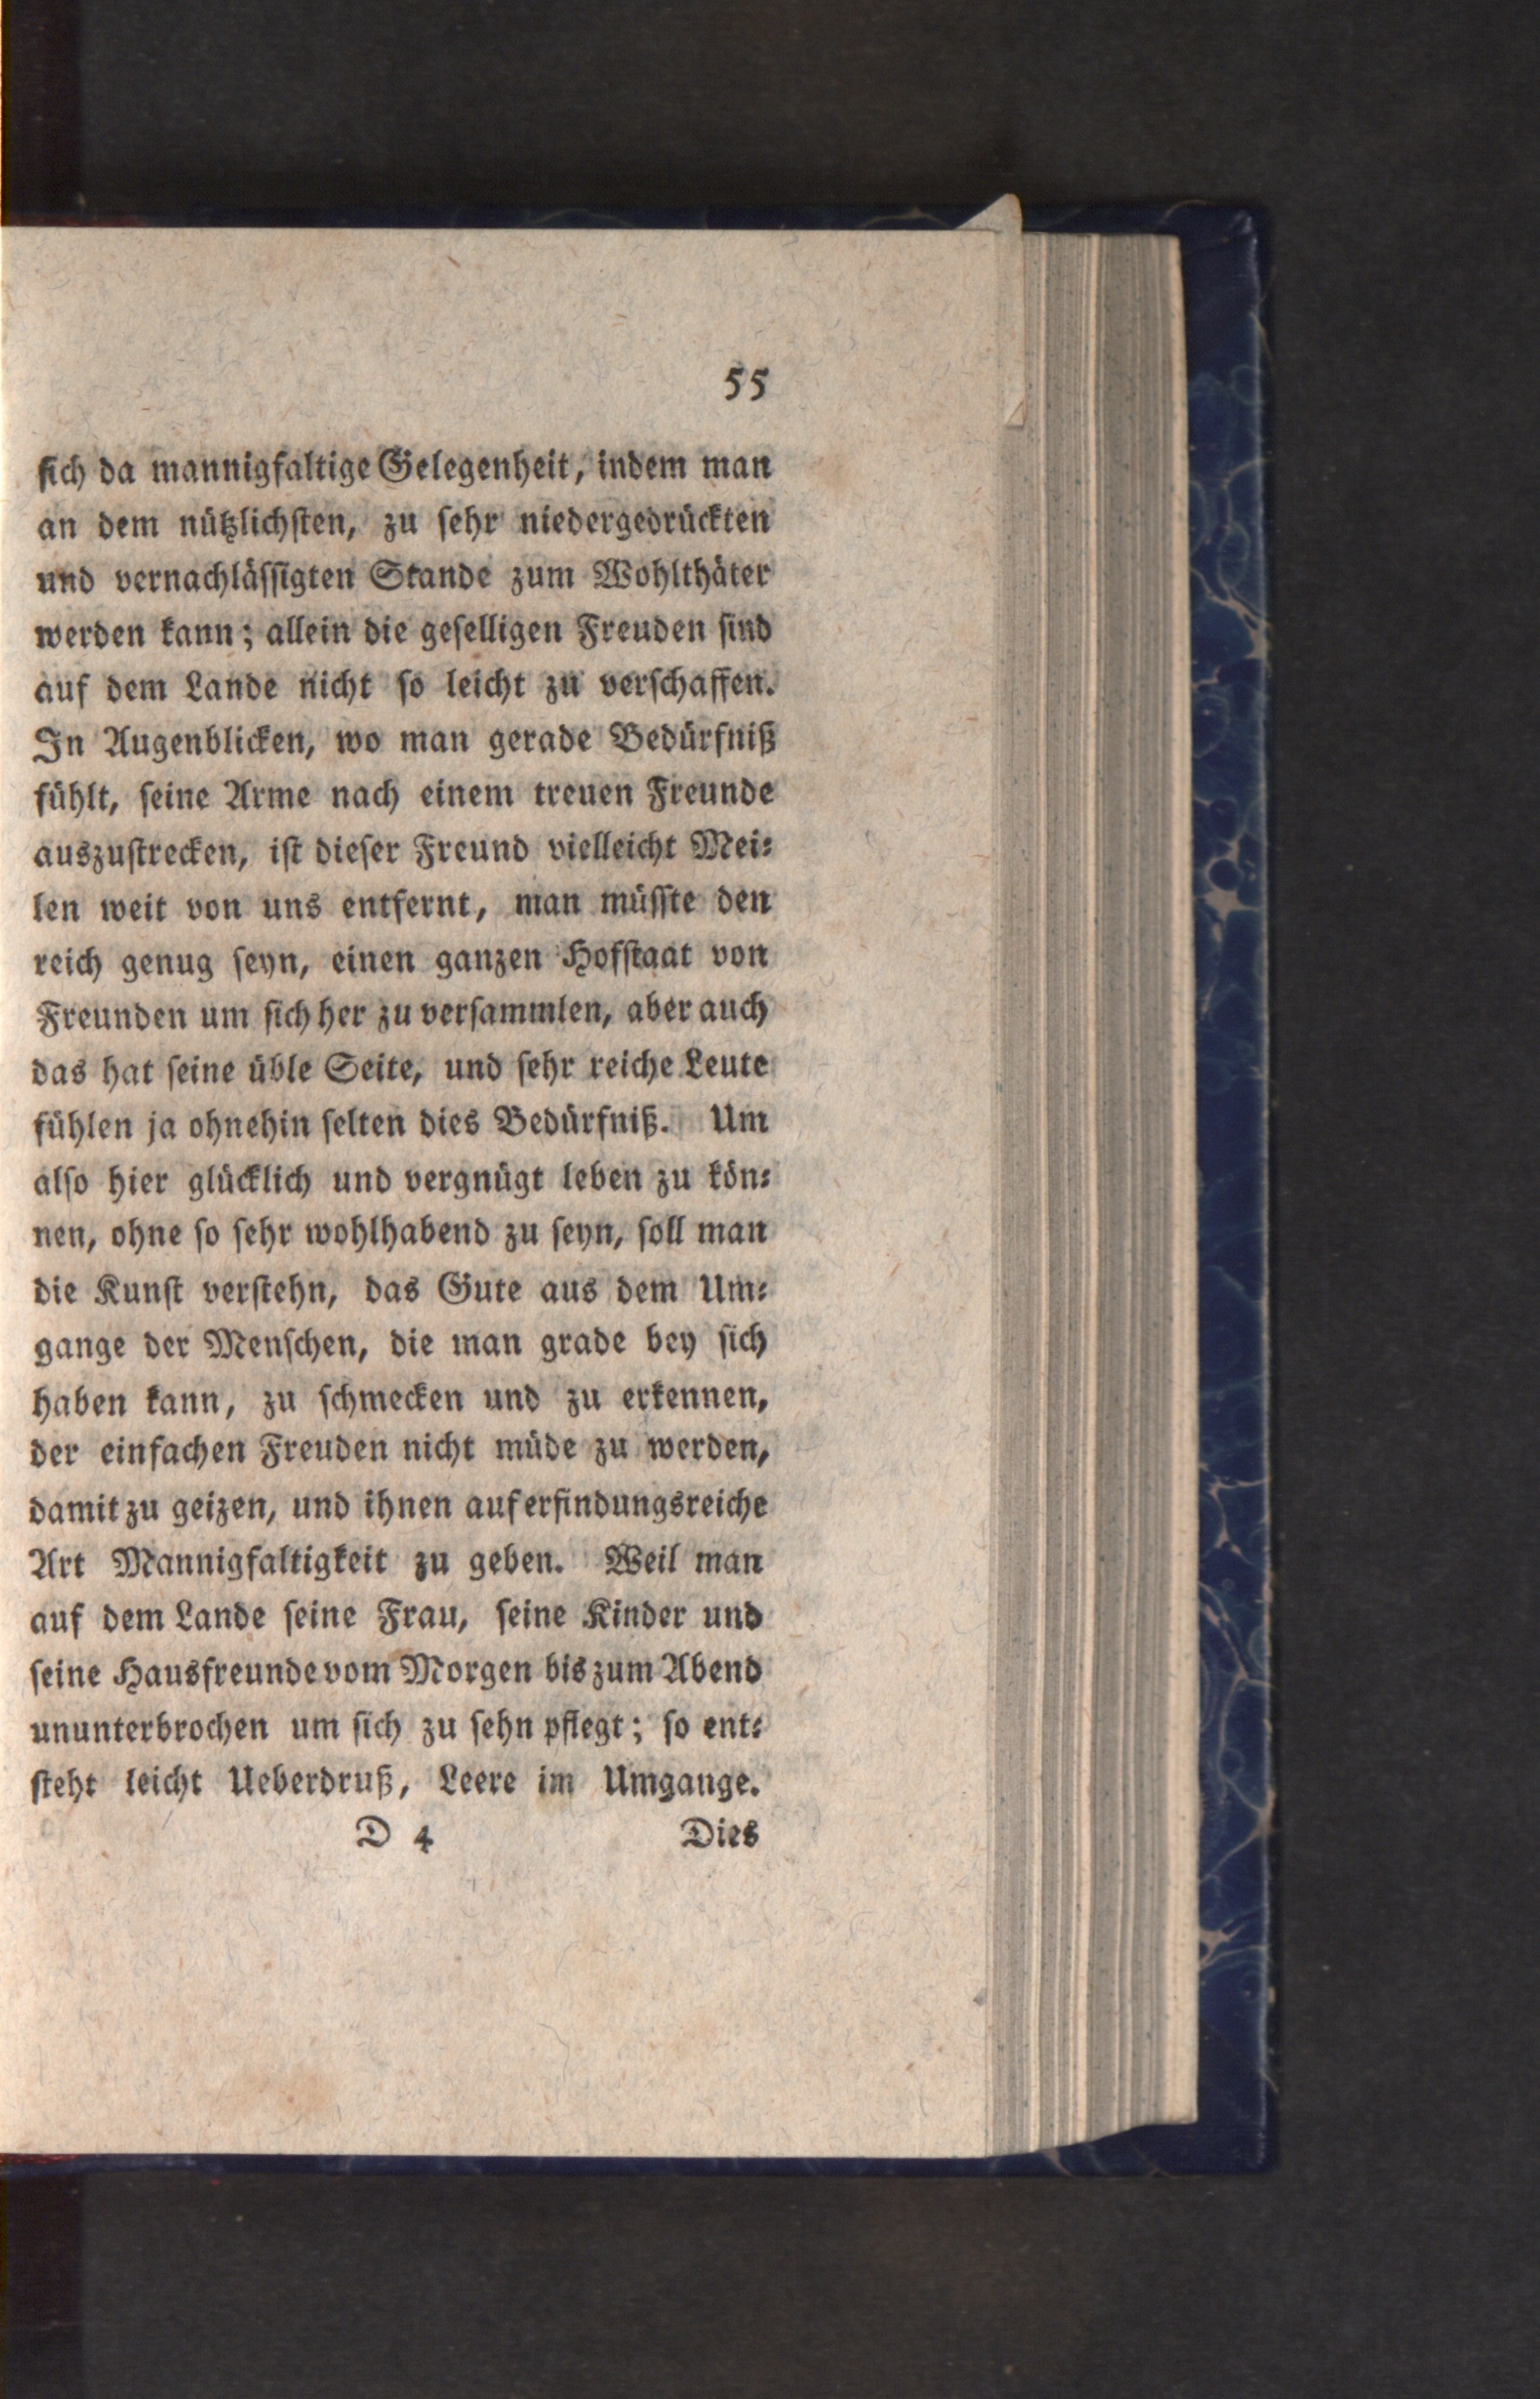 55
ſich da mannigfaltige Gelegenheit, indem man
an dem nützlichſten, zu ſehr niedergedrückten
und vernachläſſigten Stande zum Wohlthäter
werden kann; allein die geſelligen Freuden ſind
auf dem Lande nicht ſo leicht zu verſchaffen.
In Augenblicken, wo man gerade Bedürfniß
fühlt, ſeine Arme nach einem treuen Freunde
auszuſtrecken, iſt dieſer Freund vielleicht Mei⸗
len weit von uns entfernt, man müſſte den
reich genug ſeyn, einen ganzen Hofſtaat von
Freunden um ſich her zu verſammlen, aber auch
das hat ſeine üble Seite, und ſehr reiche Leute
fühlen ja ohnehin ſelten dies Bedürfniß. Um
alſo hier glücklich und vergnügt leben zu kön⸗
nen, ohne ſo ſehr wohlhabend zu ſeyn, ſoll man
die Kunſt verſtehn, das Gute aus dem Um⸗
gange der Menſchen, die man grade bey ſich
haben kann, zu ſchmecken und zu erkennen,
der einfachen Freuden nicht müde zu werden,
damit zu geizen, und ihnen auf erfindungsreiche
Art Mannigfaltigkeit zu geben. Weil man
auf dem Lande ſeine Frau, ſeine Kinder und
ſeine Hausfreunde vom Morgen bis zum Abend
ununterbrochen um ſich zu ſehn pflegt; ſo ent⸗
ſteht leicht Ueberdruß, Leere im Umgange.
D 4 Dies